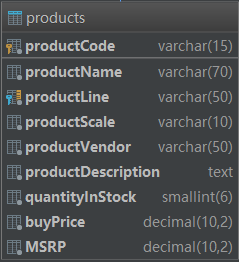 products
productCode varchar(15)
productName varchar(70)
productLine varchar(50)
productScale varchar(10)
productVendor varchar(50)
productDescription text
quantityInStock smallint(6)
buyPrice decimal(10,2)
MSRP decimal(10,2)